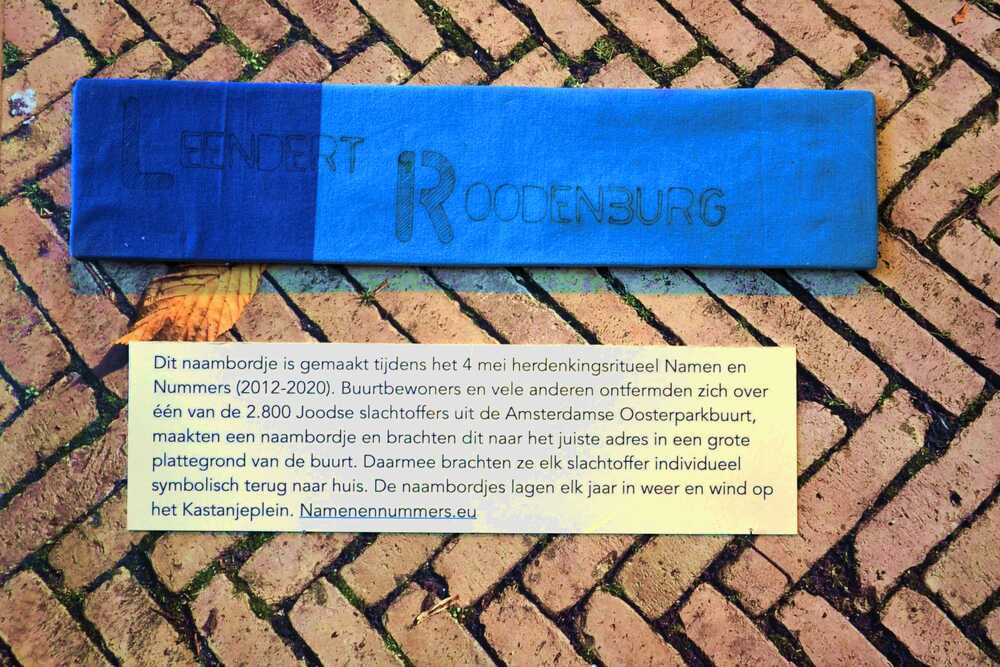 LEENDERT
ROODENBURG
Dit naambordje is gemaakt tijdens het 4 mei herdenkingsritueel Namen en
Nummers (2012-2020). Buurtbewoners en vele anderen ontfermden zich over
één van de 2.800 Joodse slachtoffers uit de Amsterdamse Oosterparkbuurt,
maakten een naambordje en brachten dit naar het juiste adres in een grote
plattegrond van de buurt. Daarmee brachten ze elk slachtoffer individueel
symbolisch terug naar huis. De naambordjes lagen elk jaar in weer en wind op
het Kastanjeplein. Namenennummers.eu